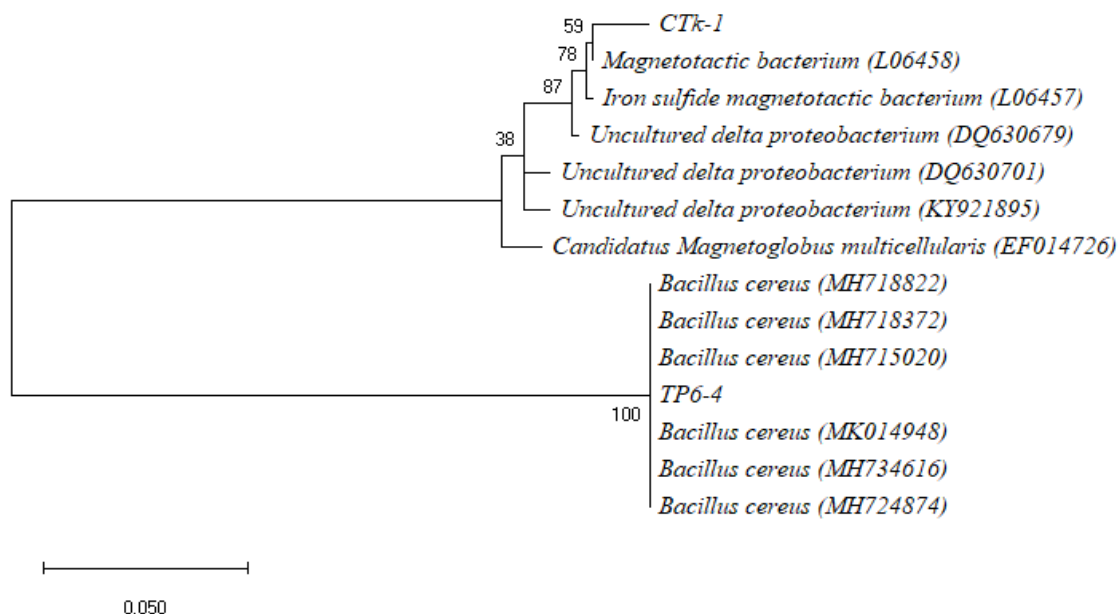 59
CTk-1
78
Magnetotactic bacterium (L06458)
87
Iron sulfide magnetotactic bacterium (L06457)
38
Uncultured delta proteobacterium (DQ630679)
Uncultured delta proteobacterium (DQ630701)
Uncultured delta proteobacterium (KY921895)
Candidatus Magnetoglobus multicellularis (EF014726)
Bacillus cereus (MH718822)
Bacillus cereus (MH718372)
Bacillus cereus (MH715020)
TP6-4
100
Bacillus cereus (MK014948)
Bacillus cereus (MH734616)
Bacillus cereus (MH724874)
0.050